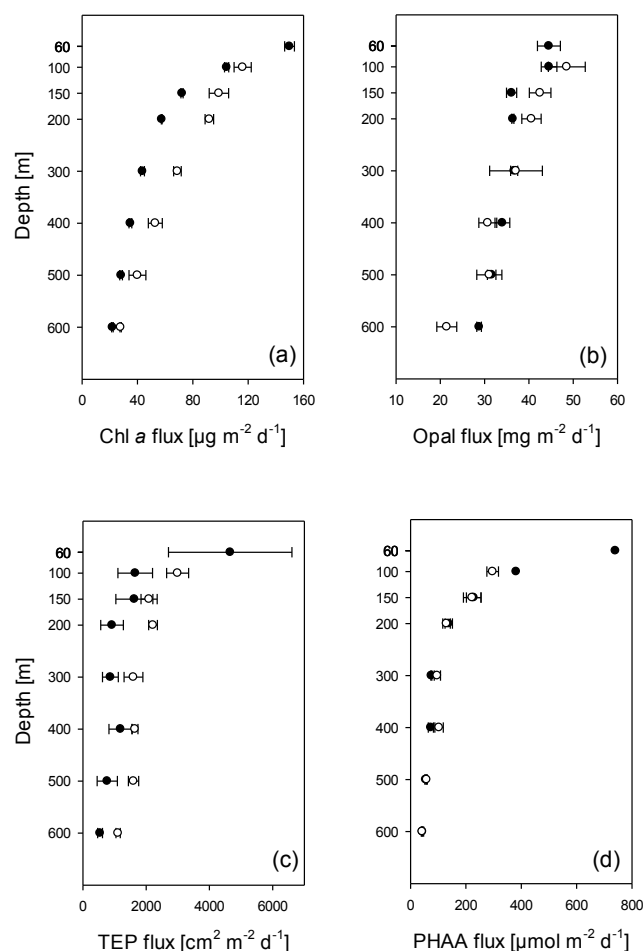 60
100
150
200
300
400
500
600
Depth [m]
(a)
0 40 80 120 160
Chl a flux [µg m⁻² d⁻¹]
60
100
150
200
300
400
500
600
(b)
10 20 30 40 50 60
Opal flux [mg m⁻² d⁻¹]
60
100
150
200
300
400
500
600
Depth [m]
(c)
0 2000 4000 6000
TEP flux [cm² m⁻² d⁻¹]
60
100
150
200
300
400
500
600
(d)
0 200 400 600 800
PHAA flux [µmol m⁻² d⁻¹]